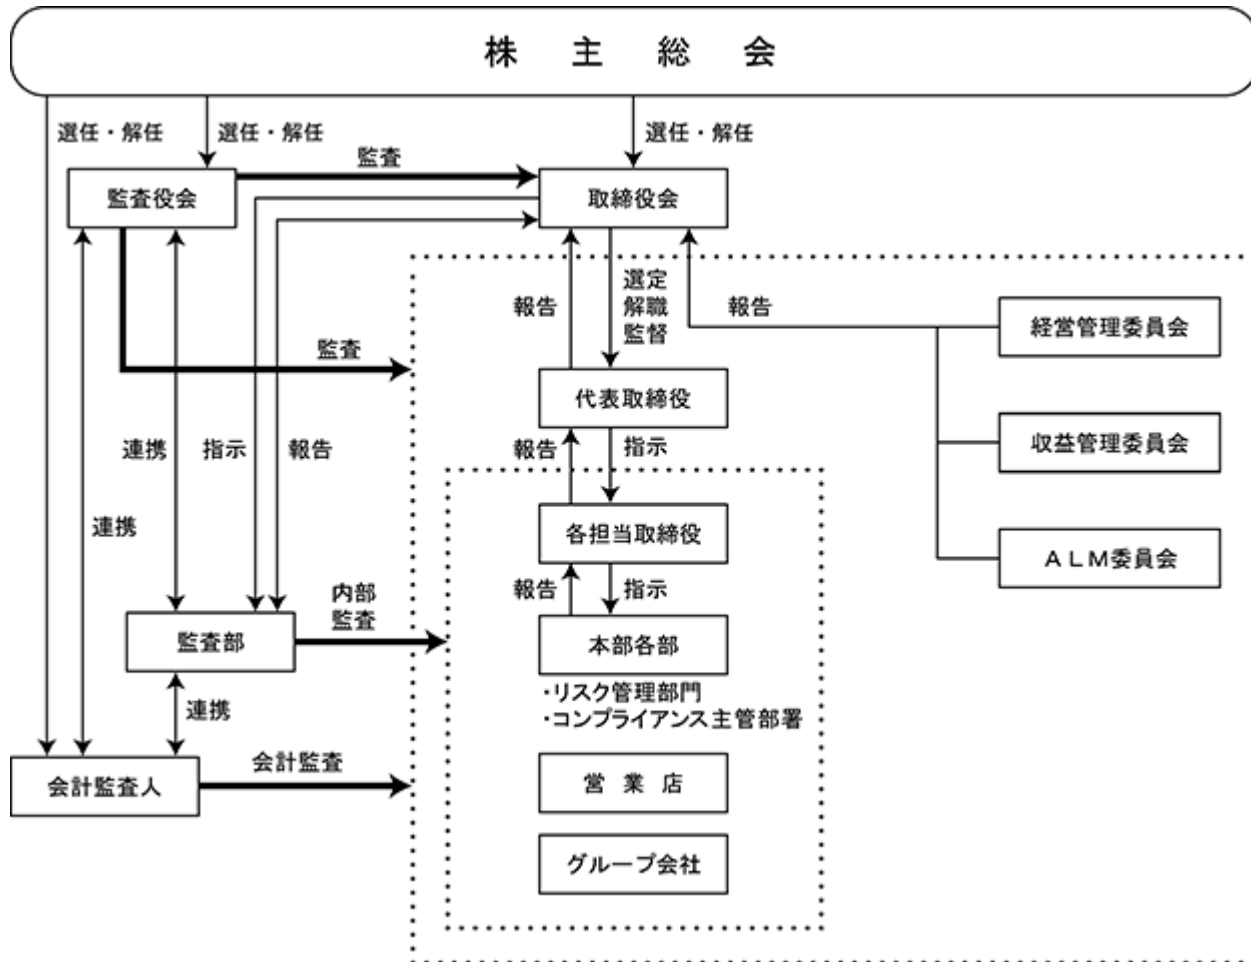 株 主 総 会
選任・解任
選任・解任
選任・解任
監査
監査役会
取締役会
報告
選定
解職
監督
報告
経営管理委員会
監査
代表取締役
収益管理委員会
連携
指示
報告
報告
指示
連携
各担当取締役
ＡＬＭ委員会
報告
指示
内部
監査
監査部
本部各部
・リスク管理部門
・コンプライアンス主管部署
連携
会計監査
会計監査人
営 業 店
グループ会社